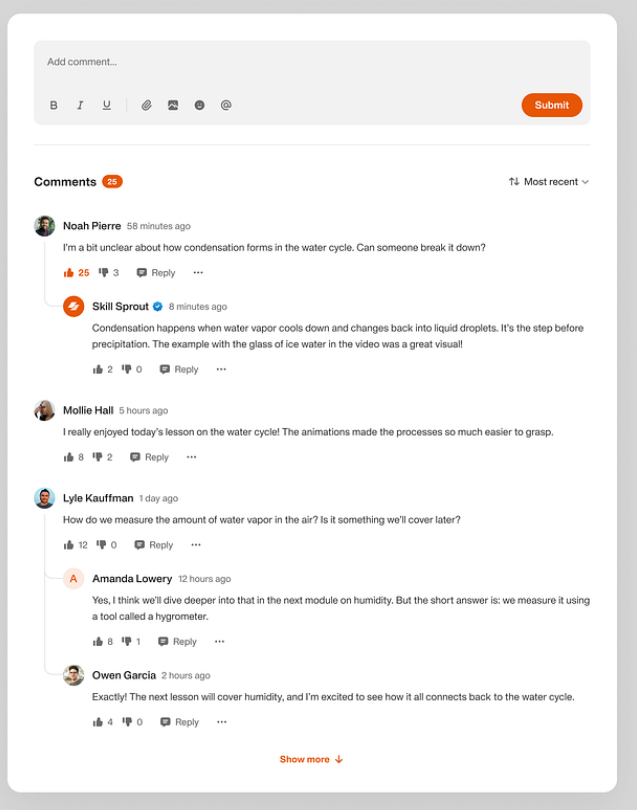 Add comment...
B I U @ Submit
Comments 25 Most recent
Noah Pierre 58 minutes ago
I'm a bit unclear about how condensation forms in the water cycle. Can someone break it down?
25 3 Reply ...
Skill Sprout 8 minutes ago
Condensation happens when water vapor cools down and changes back into liquid droplets. It's the step before
precipitation. The example with the glass of ice water in the video was a great visual!
2 0 Reply ...
Mollie Hall 5 hours ago
I really enjoyed today's lesson on the water cycle! The animations made the processes so much easier to grasp.
8 2 Reply ...
Lyle Kauffman 1 day ago
How do we measure the amount of water vapor in the air? Is it something we'll cover later?
12 0 Reply ...
A Amanda Lowery 12 hours ago
Yes, I think we'll dive deeper into that in the next module on humidity. But the short answer is: we measure it using
a tool called a hygrometer.
8 1 Reply ...
Owen Garcia 2 hours ago
Exactly! The next lesson will cover humidity, and I'm excited to see how it all connects back to the water cycle.
4 0 Reply ...
Show more